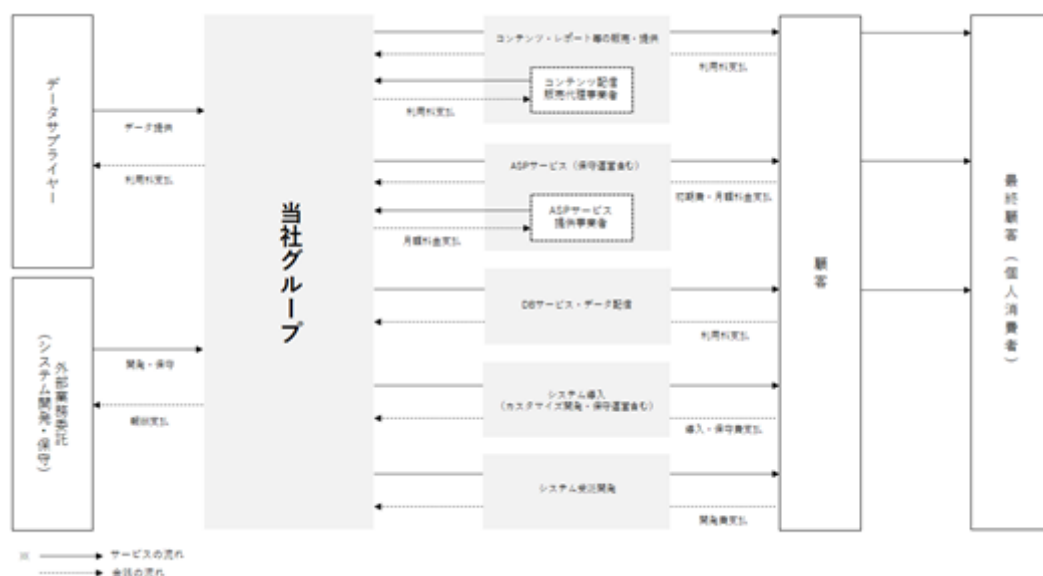 データサプライヤー
データ提供
利用料支払
外部業務委託
(システム開発・保守)
開発・保守
報酬支払
当社グループ
コンテンツ・レポート等の販売・提供
利用料支払
コンテンツ配信
販売代理事業者
利用料支払
ASPサービス(保守運営含む)
初期費・月額料金支払
ASPサービス
提供事業者
月額料金支払
DBサービス・データ配信
利用料支払
システム導入
(カスタマイズ開発・保守運営含む)
導入・保守費支払
システム受託開発
開発費支払
顧客
最終顧客(個人消費者)
※
サービスの流れ
金銭の流れ